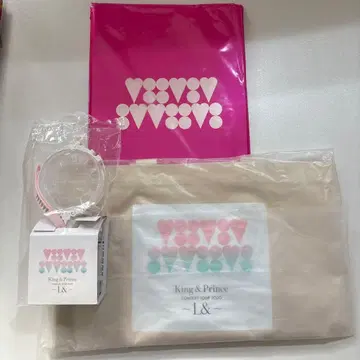 King & Prince
~L&~
King & Prince
CONCERT TOUR 2020
~L&~